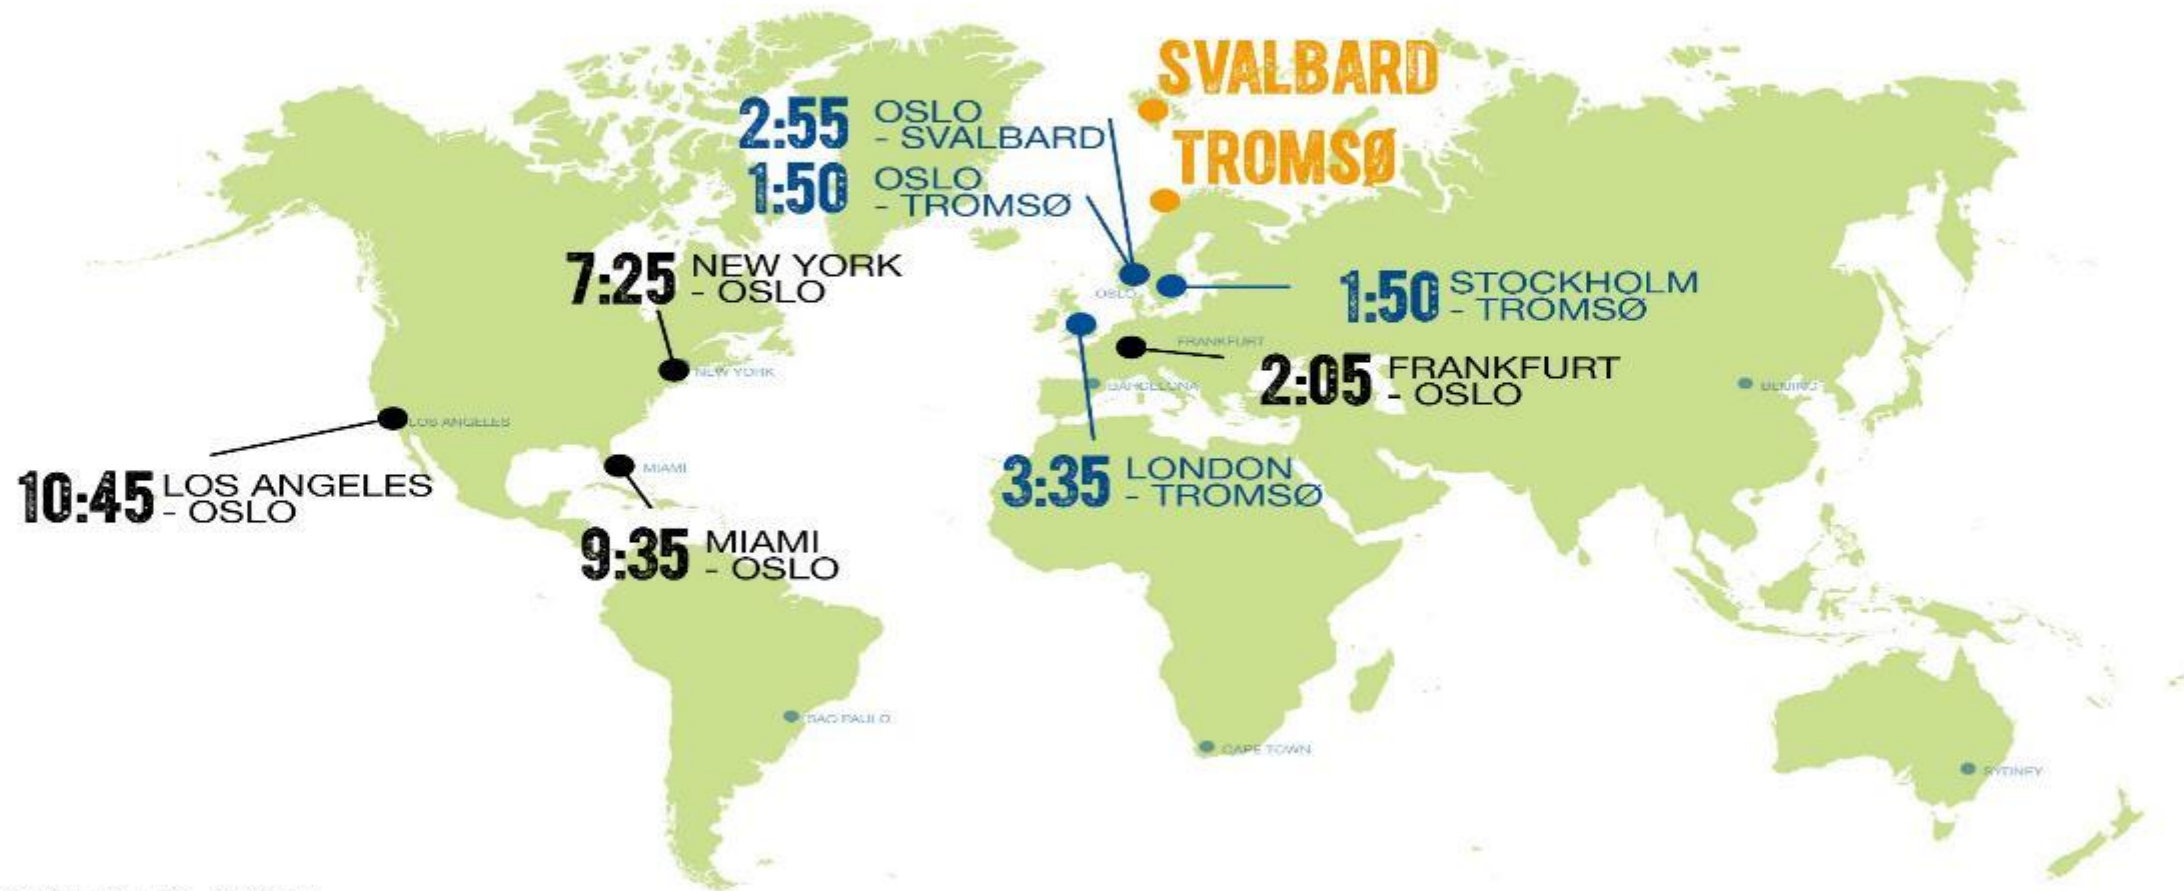 SVALBARD
TROMSØ
2:55 OSLO
- SVALBARD
1:50 OSLO
- TROMSØ
7:25 NEW YORK
- OSLO
1:50 STOCKHOLM
- TROMSØ
OSLO
FRANKFURT
2:05 FRANKFURT
- OSLO
NEW YORK
BARCELONA
BEIJING
LOS ANGELES
10:45 LOS ANGELES
- OSLO
MIAMI
9:35 MIAMI
- OSLO
3:35 LONDON
- TROMSØ
SAO PAULO
CAPE TOWN
SYDNEY